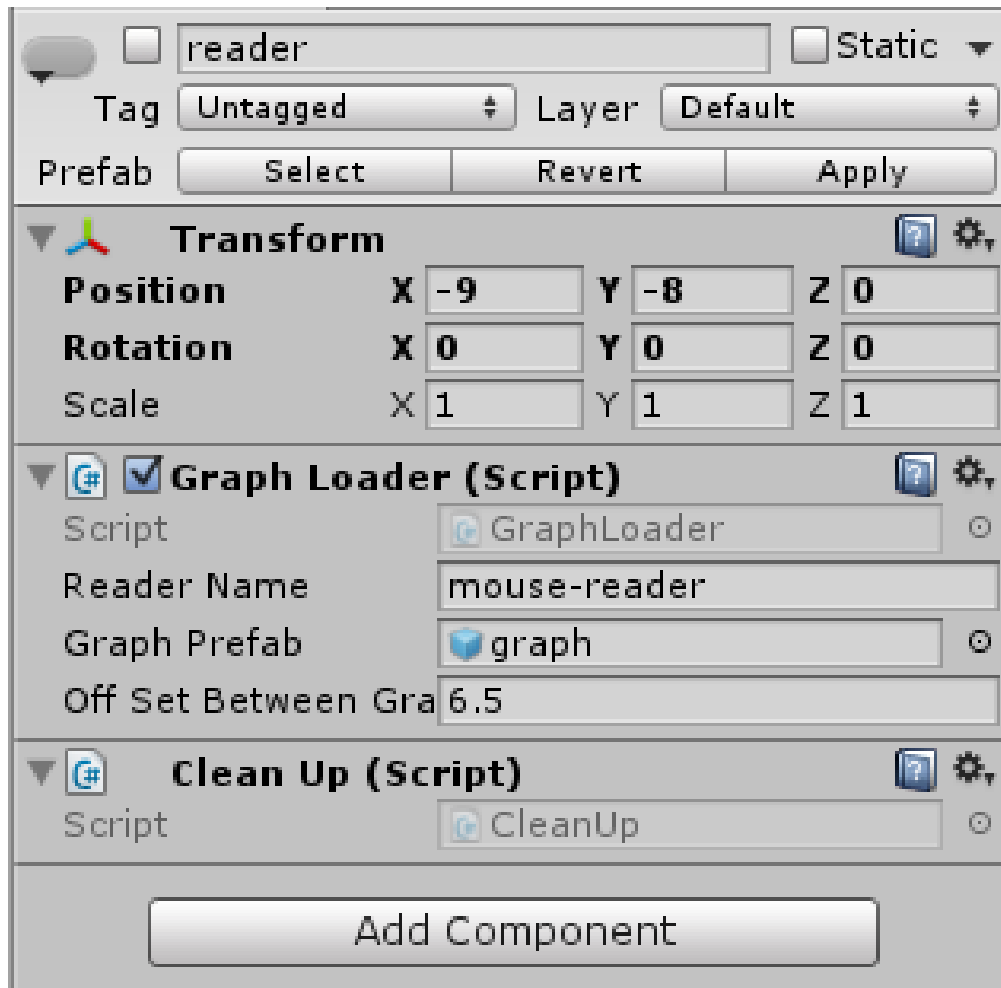 reader Static
Tag Untagged Layer Default
Prefab Select Revert Apply
Transform
Position X -9 Y -8 Z 0
Rotation X 0 Y 0 Z 0
Scale X 1 Y 1 Z 1
C# Graph Loader (Script)
Script GraphLoader
Reader Name mouse-reader
Graph Prefab graph
Off Set Between Gra 6.5
C# Clean Up (Script)
Script CleanUp
Add Component